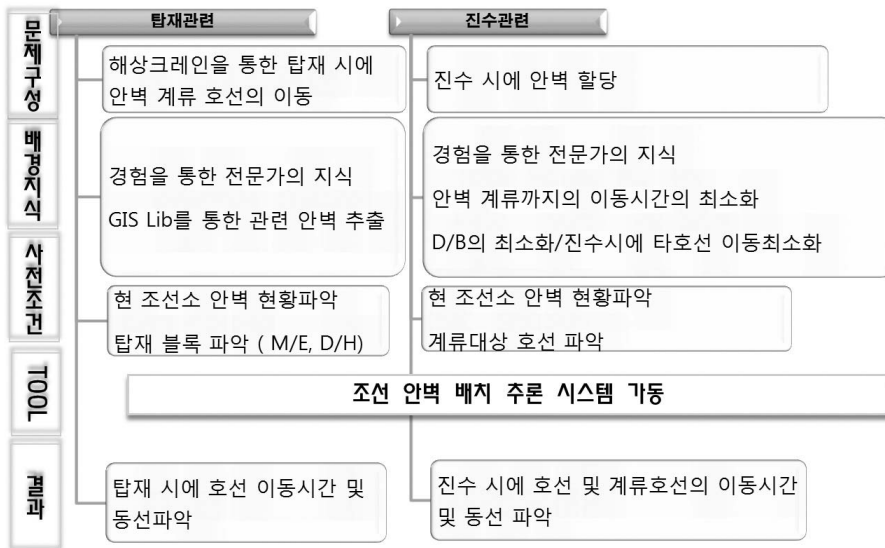 탑재관련
진수관련
문제구성
해상크레인을 통한 탑재 시에
안벽 계류 호선의 이동
진수 시에 안벽 할당
배경지식
경험을 통한 전문가의 지식
GIS Lib를 통한 관련 안벽 추출
경험을 통한 전문가의 지식
안벽 계류까지의 이동시간의 최소화
D/B의 최소화/진수시에 타호선 이동최소화
사전조건
현 조선소 안벽 현황파악
탑재 블록 파악 ( M/E, D/H)
현 조선소 안벽 현황파악
계류대상 호선 파악
TOOL
조선 안벽 배치 추론 시스템 가동
결과
탑재 시에 호선 이동시간 및
동선파악
진수 시에 호선 및 계류호선의 이동시간
및 동선 파악